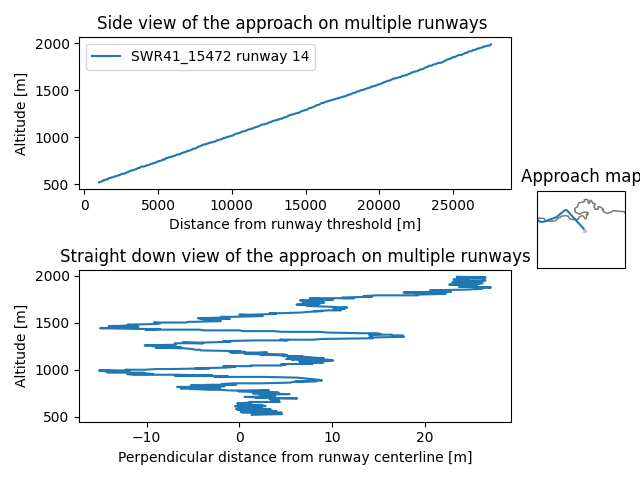 Side view of the approach on multiple runways
Altitude [m]
2000
1500
1000
500
SWR41_15472 runway 14
0 5000 10000 15000 20000 25000
Distance from runway threshold [m]
Approach map
Straight down view of the approach on multiple runways
Altitude [m]
2000
1500
1000
500
−10 0 10 20
Perpendicular distance from runway centerline [m]